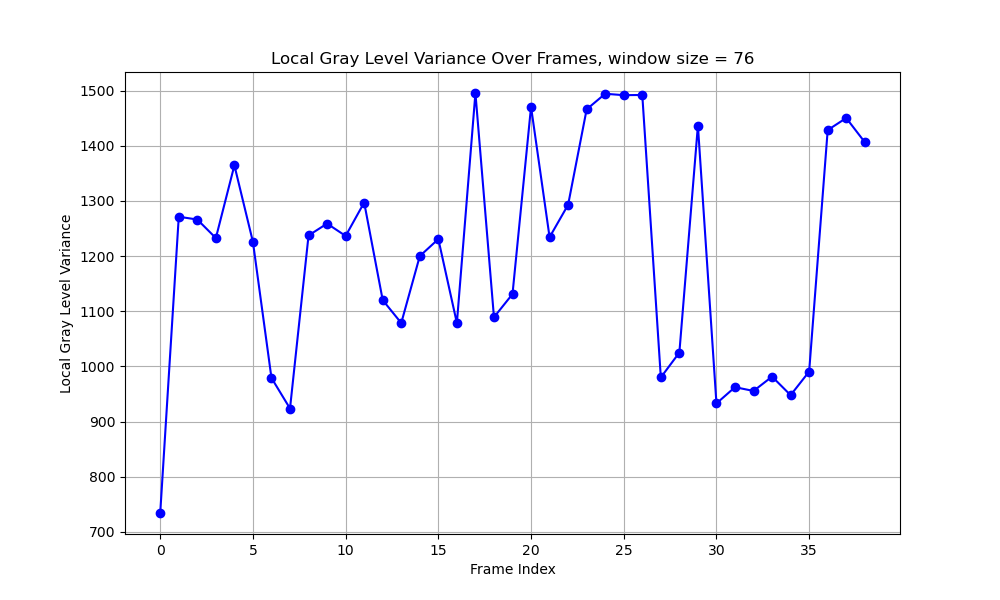 Local Gray Level Variance Over Frames, window size = 76
1500
1400
1300
1200
1100
1000
900
800
700
Local Gray Level Variance
0 5 10 15 20 25 30 35
Frame Index